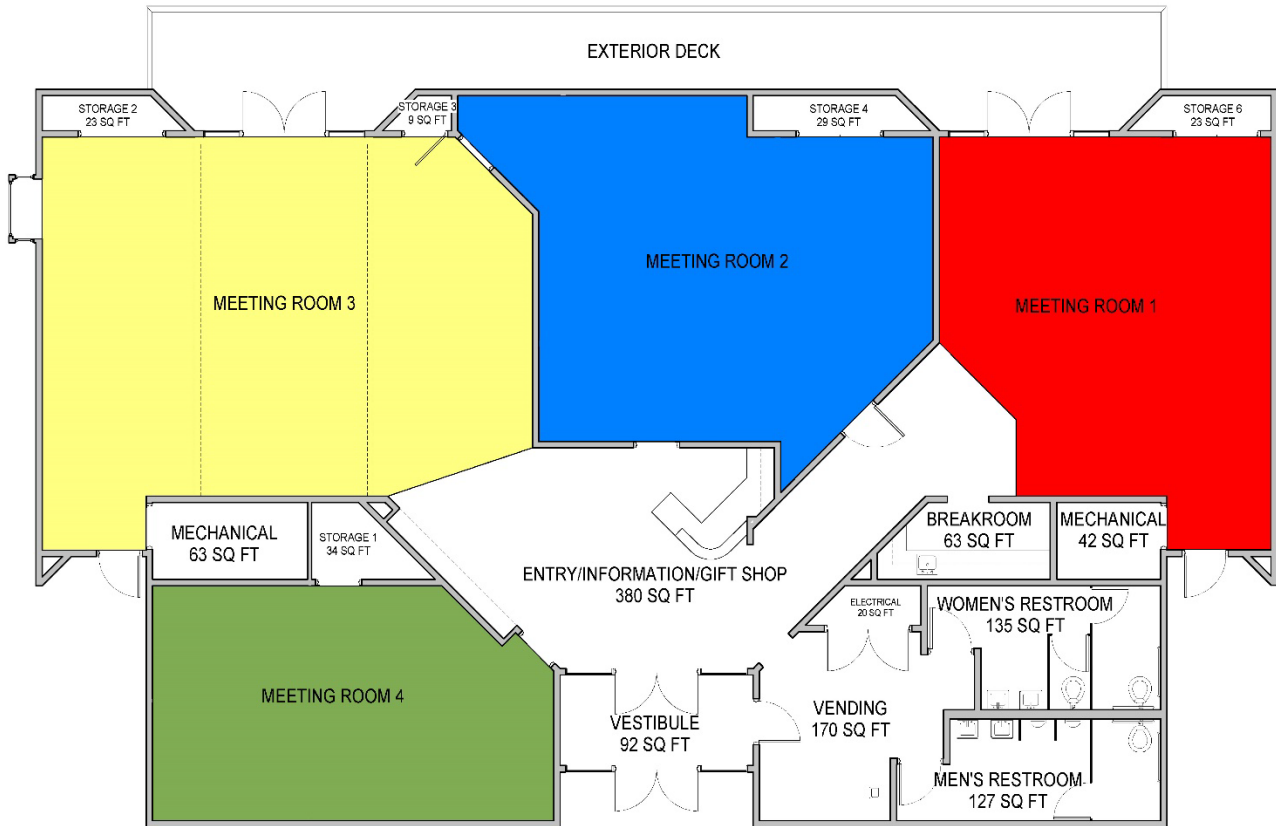 EXTERIOR DECK
STORAGE 2
23 SQ FT
STORAGE 3
9 SQ FT
STORAGE 4
29 SQ FT
STORAGE 6
23 SQ FT
MEETING ROOM 3
MEETING ROOM 2
MEETING ROOM 1
MECHANICAL
63 SQ FT
STORAGE 1
34 SQ FT
BREAKROOM
63 SQ FT
MECHANICAL
42 SQ FT
ENTRY/INFORMATION/GIFT SHOP
380 SQ FT
ELECTRICAL
20 SQ FT
WOMEN'S RESTROOM
135 SQ FT
MEETING ROOM 4
VESTIBULE
92 SQ FT
VENDING
170 SQ FT
MEN'S RESTROOM
127 SQ FT